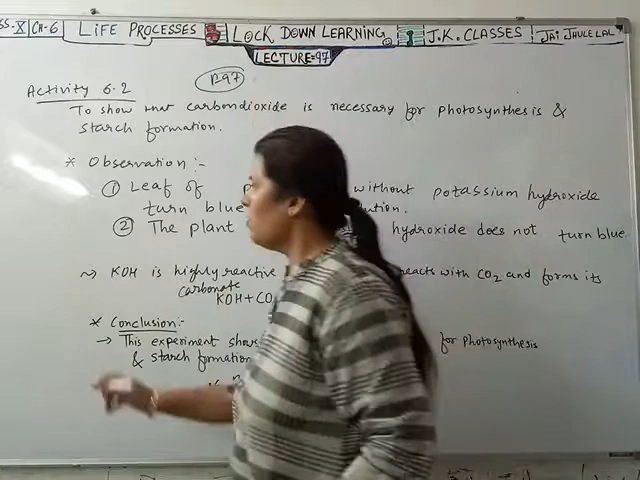 SS-X CH-6 LIFE PROCESSES LOCK DOWN LEARNING J.K. CLASSES JAI JHULELAL
LECTURE=97
P.97
Activity 6.2
To show that carbondioxide is necessary for photosynthesis &
starch formation.
* Observation:-
① Leaf of without potassium hydroxide
turn blue
② The plant hydroxide does not turn blue.
~> KOH is highly reactive reacts with CO2 and forms its
carbonate
KOH+CO
* Conclusion:-
→ This experiment shows for photosynthesis
& starch formation